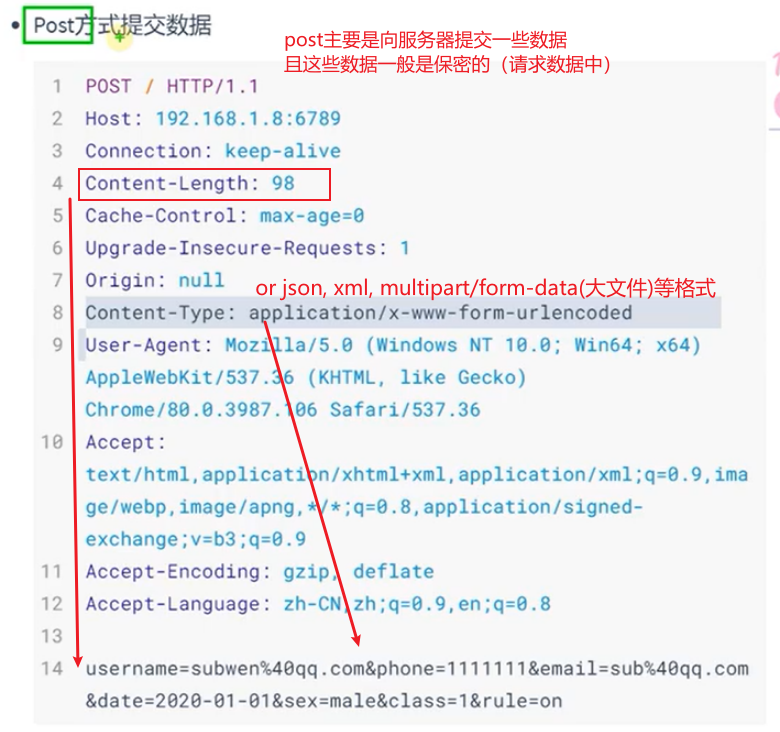 • Post方式提交数据
post主要是向服务器提交一些数据
且这些数据一般是保密的（请求数据中）
1 POST / HTTP/1.1
2 Host: 192.168.1.8:6789
3 Connection: keep-alive
4 Content-Length: 98
5 Cache-Control: max-age=0
6 Upgrade-Insecure-Requests: 1
7 Origin: null
or json, xml, multipart/form-data(大文件)等格式
8 Content-Type: application/x-www-form-urlencoded
9 User-Agent: Mozilla/5.0 (Windows NT 10.0; Win64; x64)
AppleWebKit/537.36 (KHTML, like Gecko)
Chrome/80.0.3987.106 Safari/537.36
10 Accept:
text/html,application/xhtml+xml,application/xml;q=0.9,ima
ge/webp,image/apng,*/*;q=0.8,application/signed-
exchange;v=b3;q=0.9
11 Accept-Encoding: gzip, deflate
12 Accept-Language: zh-CN,zh;q=0.9,en;q=0.8
13
14 username=subwen%40qq.com&phone=1111111&email=sub%40qq.com
&date=2020-01-01&sex=male&class=1&rule=on